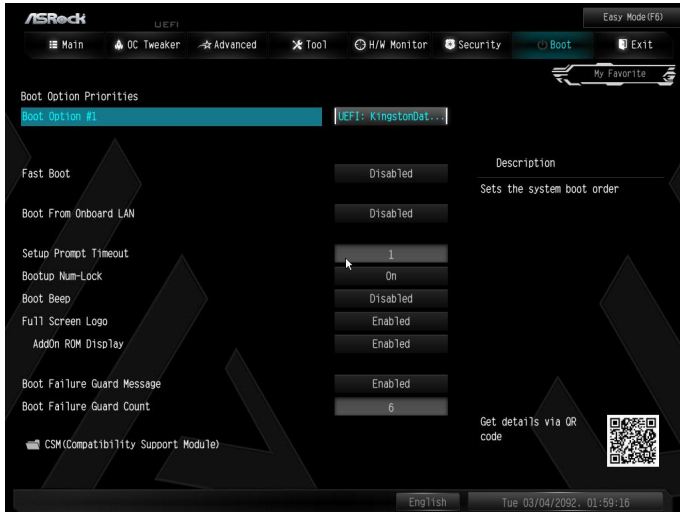 ASRock UEFI Easy Mode(F6)
Main OC Tweaker Advanced Tool H/W Monitor Security Boot Exit
My Favorite
Boot Option Priorities
Boot Option #1 UEFI: KingstonDat...
Description
Fast Boot Disabled
Sets the system boot order
Boot From Onboard LAN Disabled
Setup Prompt Timeout 1
Bootup Num-Lock On
Boot Beep Disabled
Full Screen Logo Enabled
AddOn ROM Display Enabled
Boot Failure Guard Message Enabled
Boot Failure Guard Count 6
Get details via QR
code
CSM(Compatibility Support Module)
English Tue 03/04/2092. 01:59:16